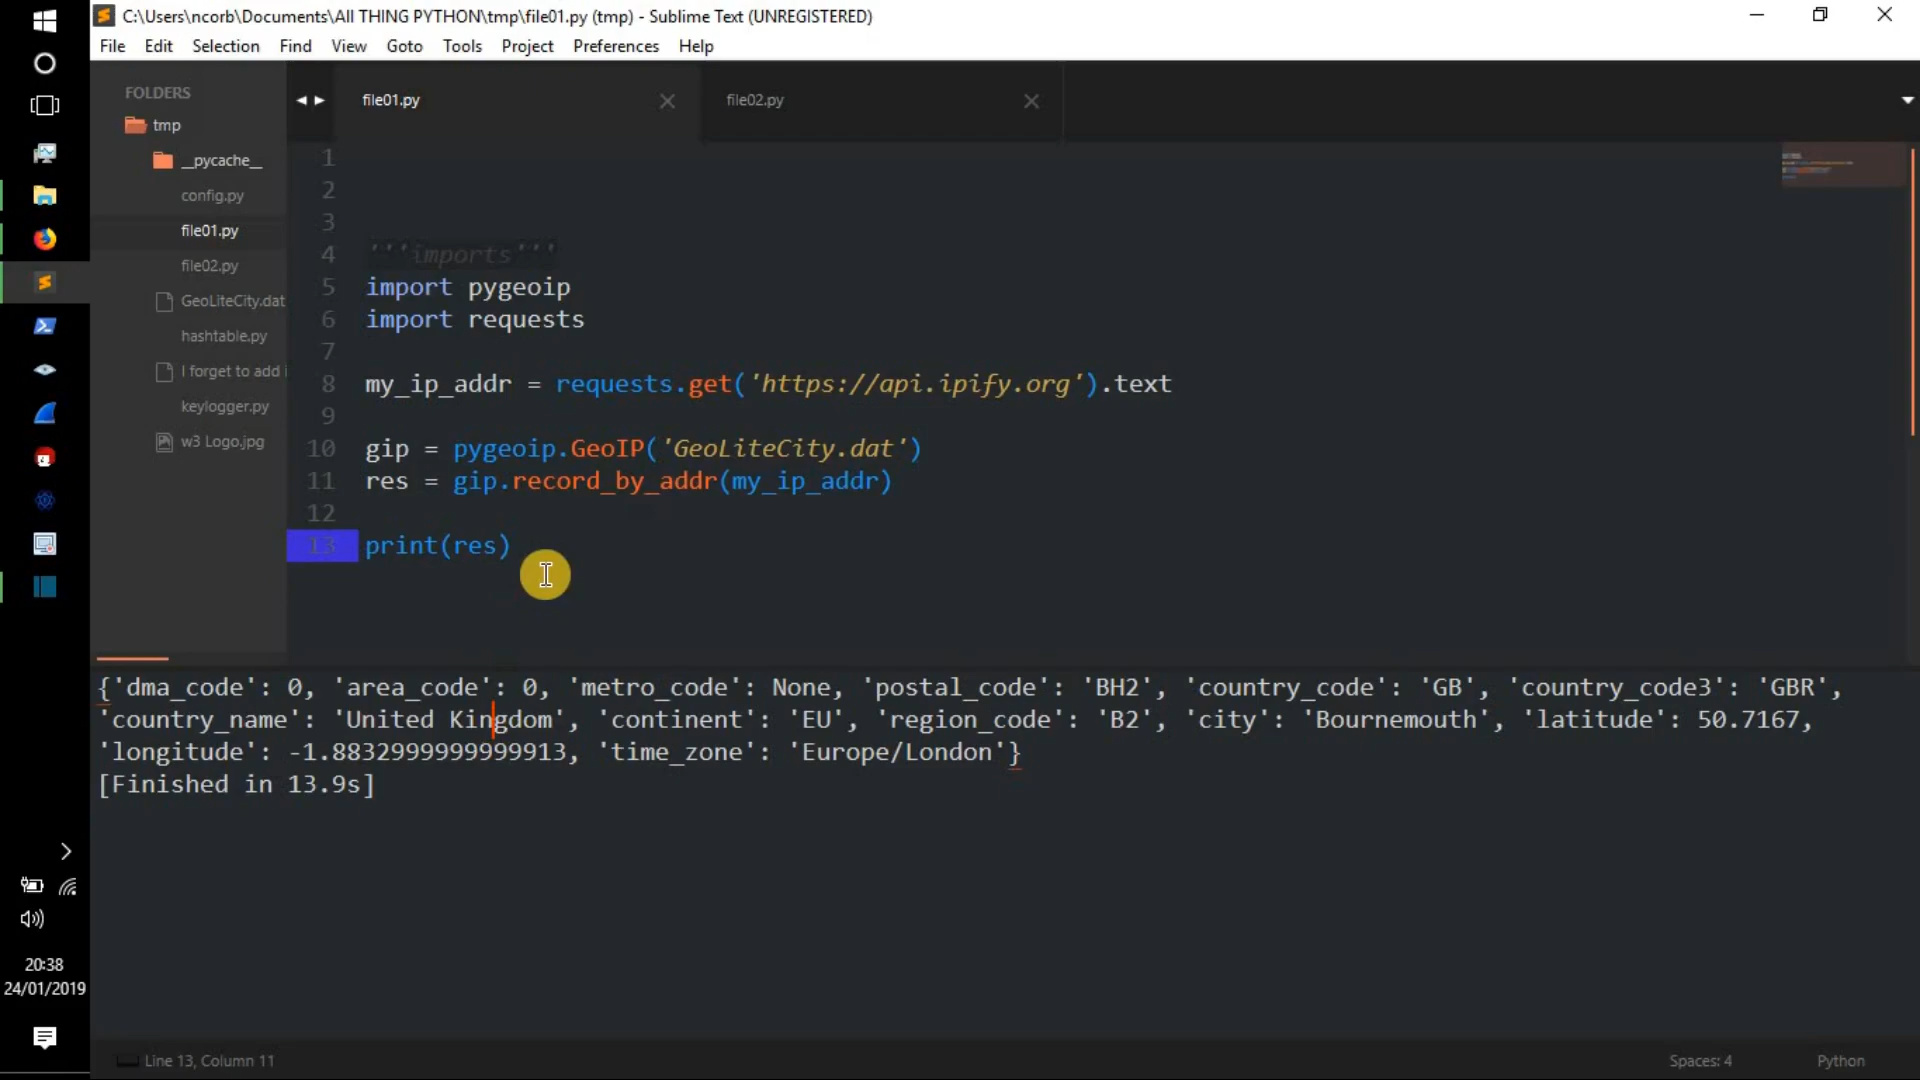 C:\Users\ncorb\Documents\All THING PYTHON\tmp\file01.py (tmp) - Sublime Text (UNREGISTERED)
File Edit Selection Find View Goto Tools Project Preferences Help
FOLDERS
tmp
__pycache__
config.py
file01.py
file02.py
GeoLiteCity.dat
hashtable.py
I forget to add i
keylogger.py
w3 Logo.jpg
file01.py
file02.py
1
2
3
4 '''imports'''
5 import pygeoip
6 import requests
7
8 my_ip_addr = requests.get('https://api.ipify.org').text
9
10 gip = pygeoip.GeoIP('GeoLiteCity.dat')
11 res = gip.record_by_addr(my_ip_addr)
12
13 print(res)
{'dma_code': 0, 'area_code': 0, 'metro_code': None, 'postal_code': 'BH2', 'country_code': 'GB', 'country_code3': 'GBR',
'country_name': 'United Kingdom', 'continent': 'EU', 'region_code': 'B2', 'city': 'Bournemouth', 'latitude': 50.7167,
'longitude': -1.8832999999999913, 'time_zone': 'Europe/London'}
[Finished in 13.9s]
20:38
24/01/2019
Line 13, Column 11
Spaces: 4
Python